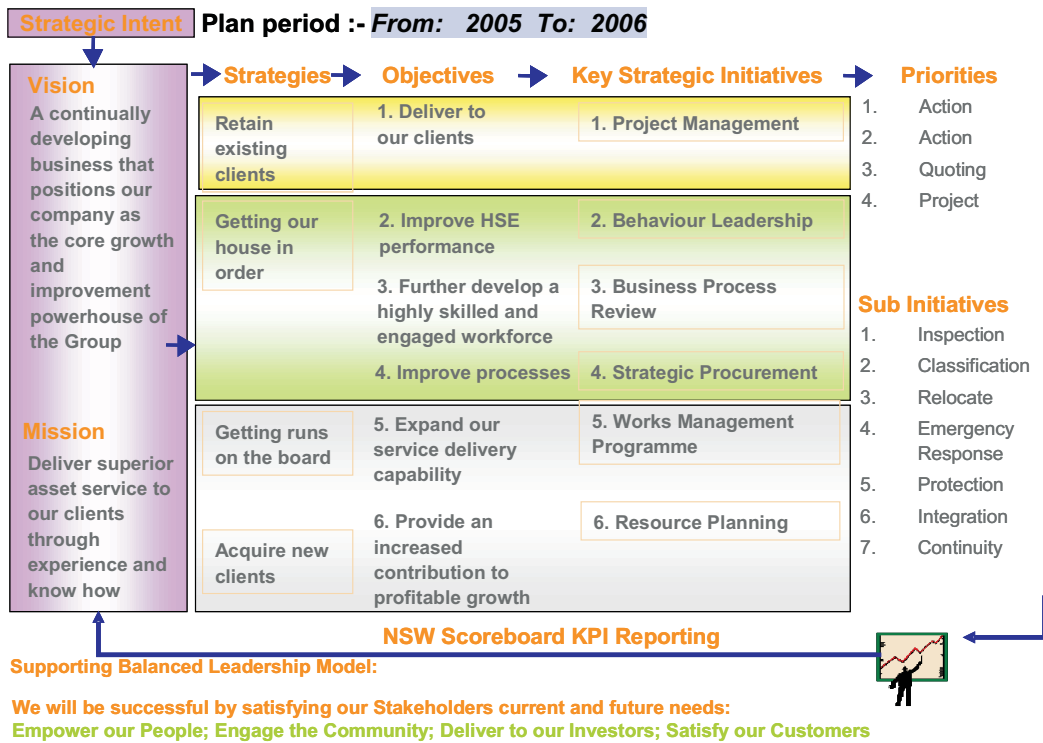 Strategic Intent
Plan period :- From: 2005 To: 2006
Vision
A continually
developing
business that
positions our
company as
the core growth
and
improvement
powerhouse of
the Group
Mission
Deliver superior
asset service to
our clients
through
experience and
know how
Strategies
Retain
existing
clients
Getting our
house in
order
Getting runs
on the board
Acquire new
clients
Objectives
1. Deliver to
our clients
2. Improve HSE
performance
3. Further develop a
highly skilled and
engaged workforce
4. Improve processes
5. Expand our
service delivery
capability
6. Provide an
increased
contribution to
profitable growth
Key Strategic Initiatives
1. Project Management
2. Behaviour Leadership
3. Business Process
Review
4. Strategic Procurement
5. Works Management
Programme
6. Resource Planning
Priorities
1. Action
2. Action
3. Quoting
4. Project
Sub Initiatives
1. Inspection
2. Classification
3. Relocate
4. Emergency
Response
5. Protection
6. Integration
7. Continuity
NSW Scoreboard KPI Reporting
Supporting Balanced Leadership Model:
We will be successful by satisfying our Stakeholders current and future needs:
Empower our People; Engage the Community; Deliver to our Investors; Satisfy our Customers